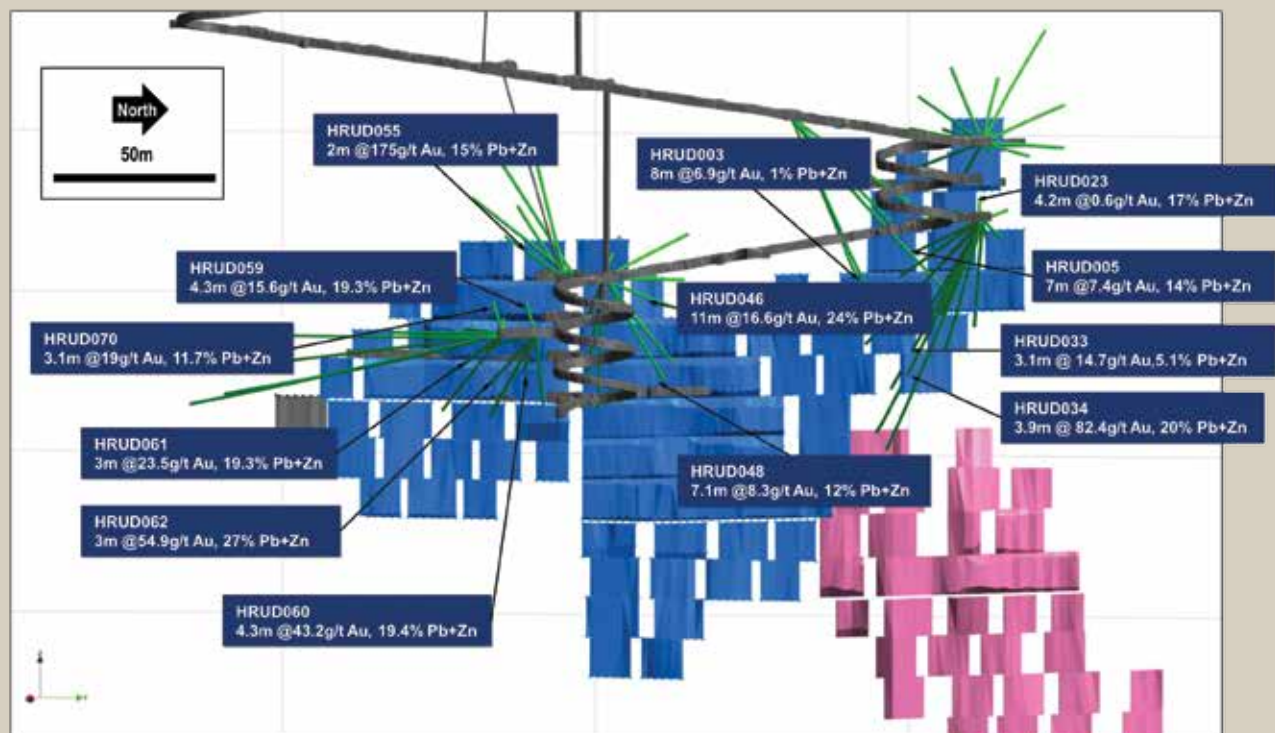 North
50m
HRUD055
2m @175g/t Au, 15% Pb+Zn
HRUD003
8m @6.9g/t Au, 1% Pb+Zn
HRUD023
4.2m @0.6g/t Au, 17% Pb+Zn
HRUD059
4.3m @15.6g/t Au, 19.3% Pb+Zn
HRUD005
7m @7.4g/t Au, 14% Pb+Zn
HRUD046
11m @16.6g/t Au, 24% Pb+Zn
HRUD070
3.1m @19g/t Au, 11.7% Pb+Zn
HRUD033
3.1m @ 14.7g/t Au,5.1% Pb+Zn
HRUD034
3.9m @ 82.4g/t Au, 20% Pb+Zn
HRUD061
3m @23.5g/t Au, 19.3% Pb+Zn
HRUD048
7.1m @8.3g/t Au, 12% Pb+Zn
HRUD062
3m @54.9g/t Au, 27% Pb+Zn
HRUD060
4.3m @43.2g/t Au, 19.4% Pb+Zn